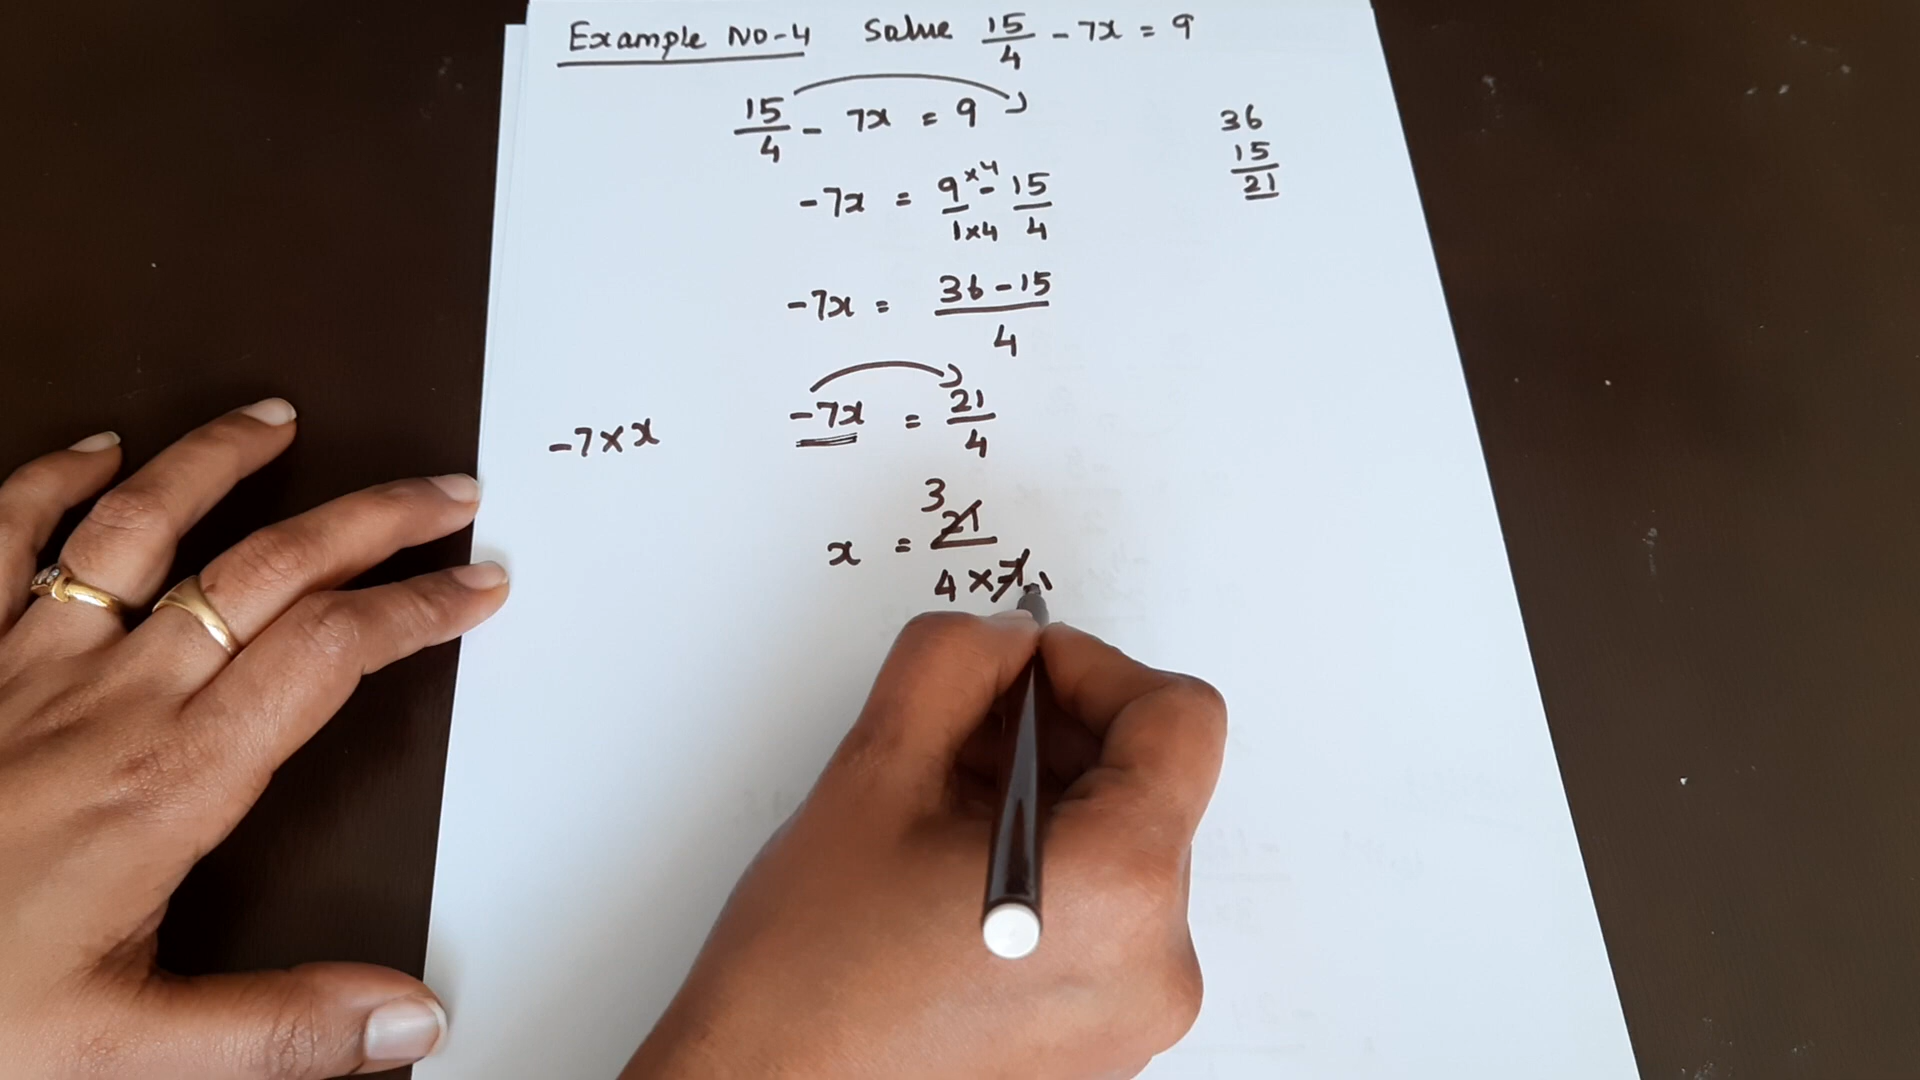 Example No-4 Solve 15/4 - 7x = 9
15/4 - 7x = 9
36
15
21
-7x = 9×4/1×4 - 15/4
-7x = 36-15/4
-7x = 21/4
-7×x
3
x = 21/4×-7